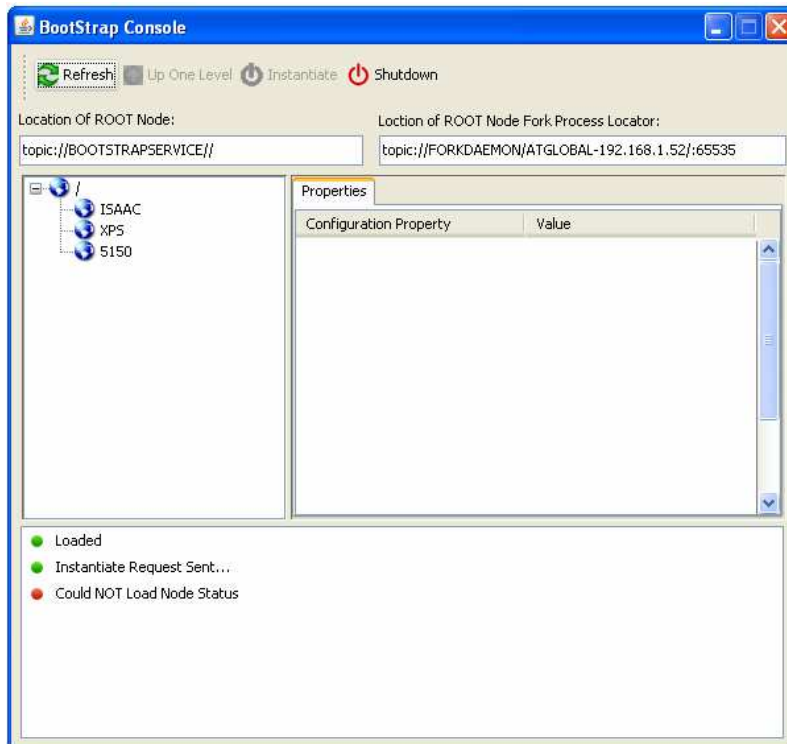 BootStrap Console
Refresh Up One Level Instantiate Shutdown
Location Of ROOT Node: Loction of ROOT Node Fork Process Locator:
topic://BOOTSTRAPSERVICE// topic://FORKDAEMON/ATGLOBAL-192.168.1.52/:65535
/
ISAAC
XPS
5150
Properties
Configuration Property Value
Loaded
Instantiate Request Sent...
Could NOT Load Node Status